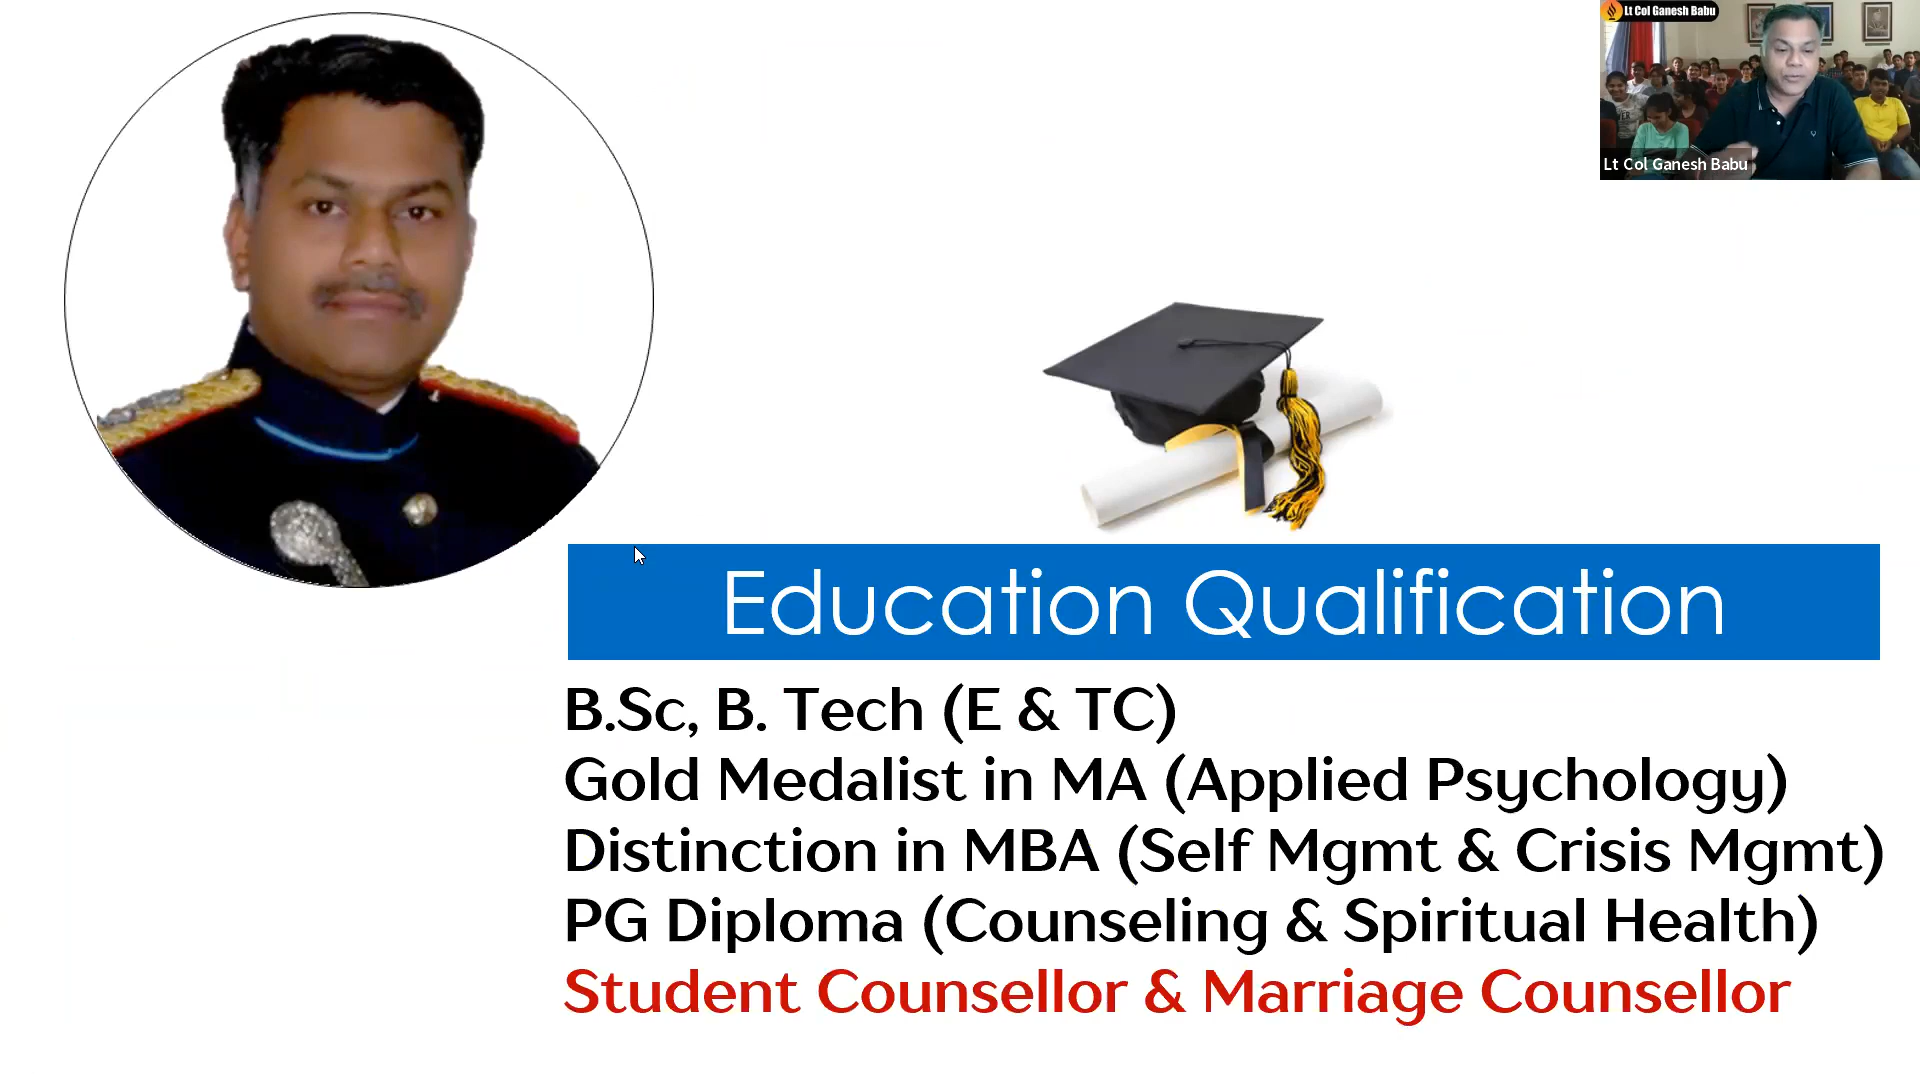 Lt Col Ganesh Babu
Lt Col Ganesh Babu
Education Qualification
B.Sc, B. Tech (E & TC)
Gold Medalist in MA (Applied Psychology)
Distinction in MBA (Self Mgmt & Crisis Mgmt)
PG Diploma (Counseling & Spiritual Health)
Student Counsellor & Marriage Counsellor